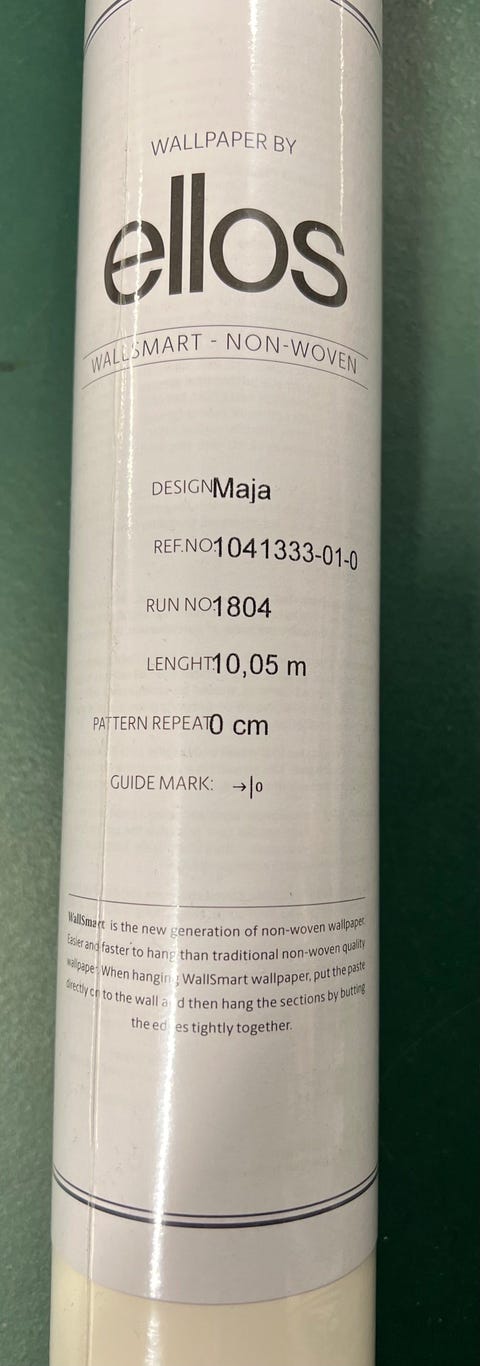 WALLPAPER BY
ellos
WALLSMART - NON-WOVEN
DESIGN Maja
REF.NO: 1041333-01-0
RUN NO: 1804
LENGHT: 10,05 m
PATTERN REPEAT 0 cm
GUIDE MARK: →|0
WallSmart is the new generation of non-woven wallpaper.
Easier and faster to hang than traditional non-woven quality
wallpaper. When hanging WallSmart wallpaper, put the paste
directly on to the wall and then hang the sections by butting
the edges tightly together.